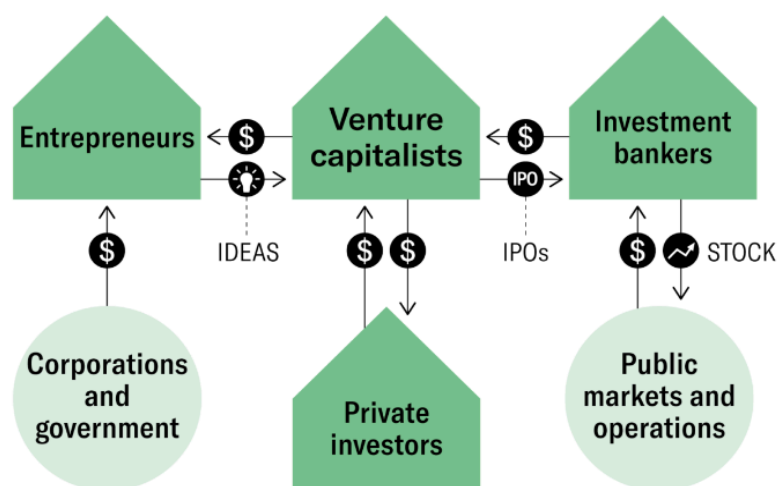 Entrepreneurs
$
Venture
capitalists
$
Investment
bankers
IPO
IDEAS
IPOs
$
$
$
$
STOCK
Corporations
and
government
Private
investors
Public
markets and
operations